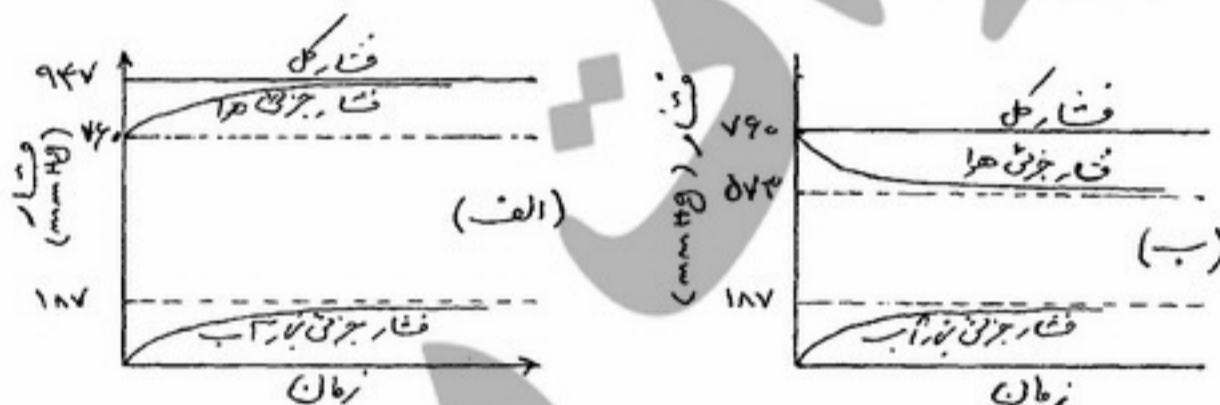 ۹۴۷
فشار کل
فشار جزئی هوا
۷۶۰
فشار
(mmHg)
(الف)
۱۸۷
فشار جزئی بخار آب
زمان
فشار (mmHg)
۷۶۰
فشار کل
فشار جزئی هوا
۵۷۳
(ب)
۱۸۷
فشار جزئی بخار آب
زمان